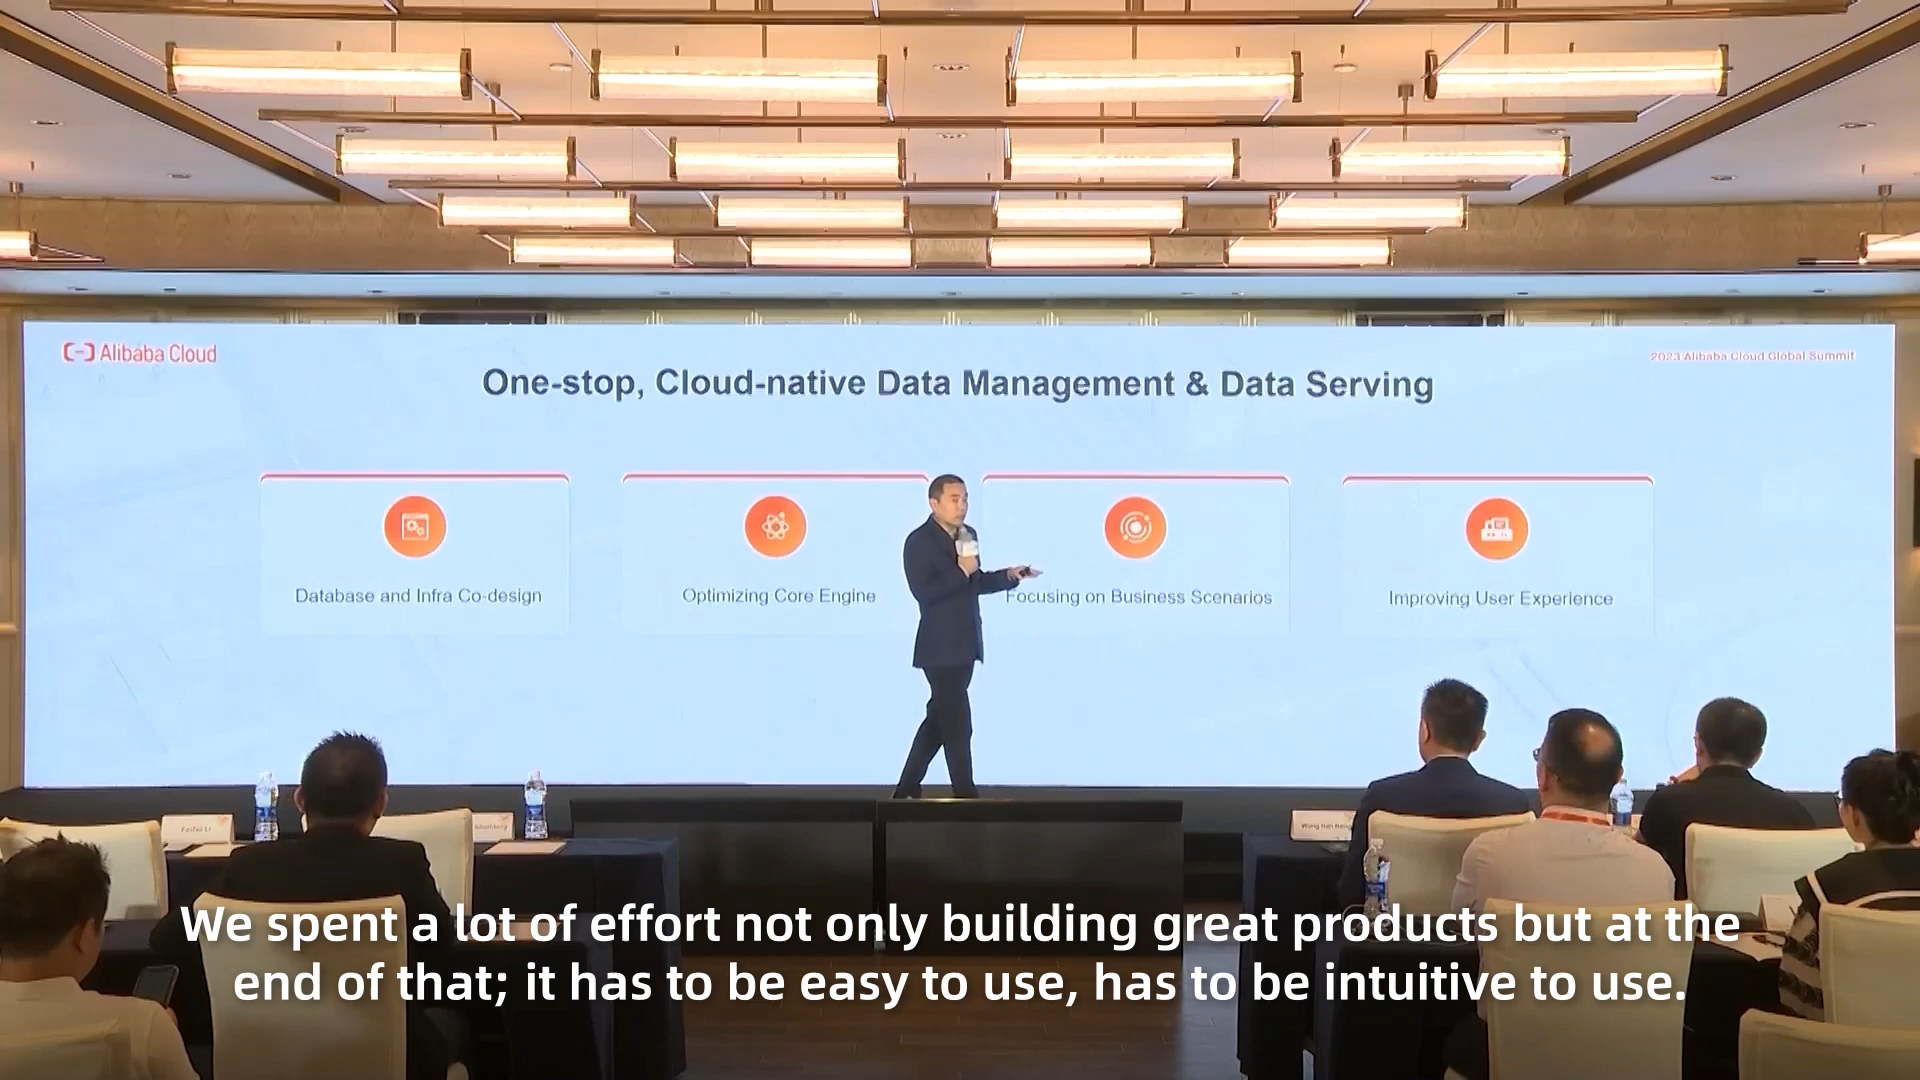 Alibaba Cloud
2023 Alibaba Cloud Global Summit
One-stop, Cloud-native Data Management & Data Serving
Database and Infra Co-design
Optimizing Core Engine
Focusing on Business Scenarios
Improving User Experience
Feifei Li
We spent a lot of effort not only building great products but at the
end of that; it has to be easy to use, has to be intuitive to use.